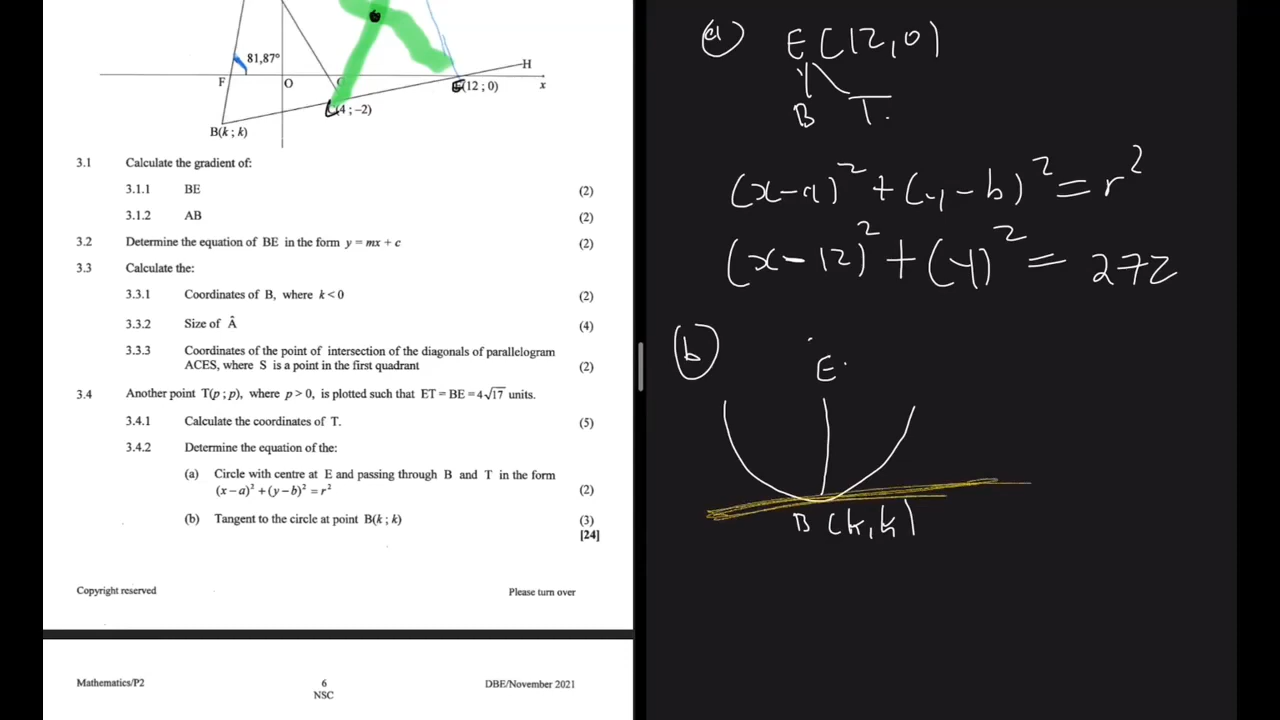 81,87°
H
F
O
C
E(12 ; 0)
x
C(4 ; −2)
B(k ; k)
3.1 Calculate the gradient of:
3.1.1 BE (2)
3.1.2 AB (2)
3.2 Determine the equation of BE in the form y = mx + c (2)
3.3 Calculate the:
3.3.1 Coordinates of B, where k < 0 (2)
3.3.2 Size of Â (4)
3.3.3 Coordinates of the point of intersection of the diagonals of parallelogram
ACES, where S is a point in the first quadrant (2)
3.4 Another point T(p ; p), where p > 0, is plotted such that ET = BE = 4√17 units.
3.4.1 Calculate the coordinates of T. (5)
3.4.2 Determine the equation of the:
(a) Circle with centre at E and passing through B and T in the form
(x − a)² + (y − b)² = r² (2)
(b) Tangent to the circle at point B(k ; k) (3)
[24]
Copyright reserved Please turn over
Mathematics/P2 6 DBE/November 2021
NSC
a) E(12,0)
B T.
(x-a)² + (y-b)² = r²
(x-12)² + (y)² = 272
b
E.
B (k,k)